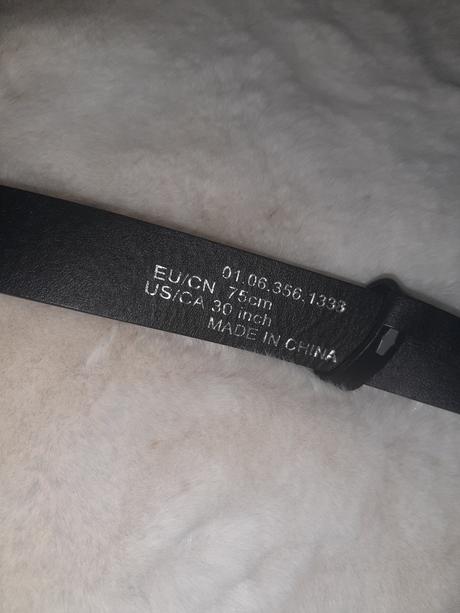 01.06.356.1333
EU/CN 75cm
US/CA 30 inch
MADE IN CHINA